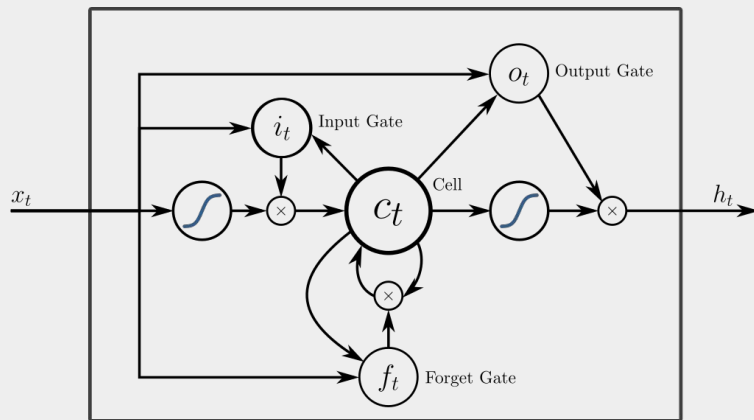 o_t Output Gate
i_t Input Gate
x_t
×
c_t
Cell
×
h_t
×
f_t Forget Gate